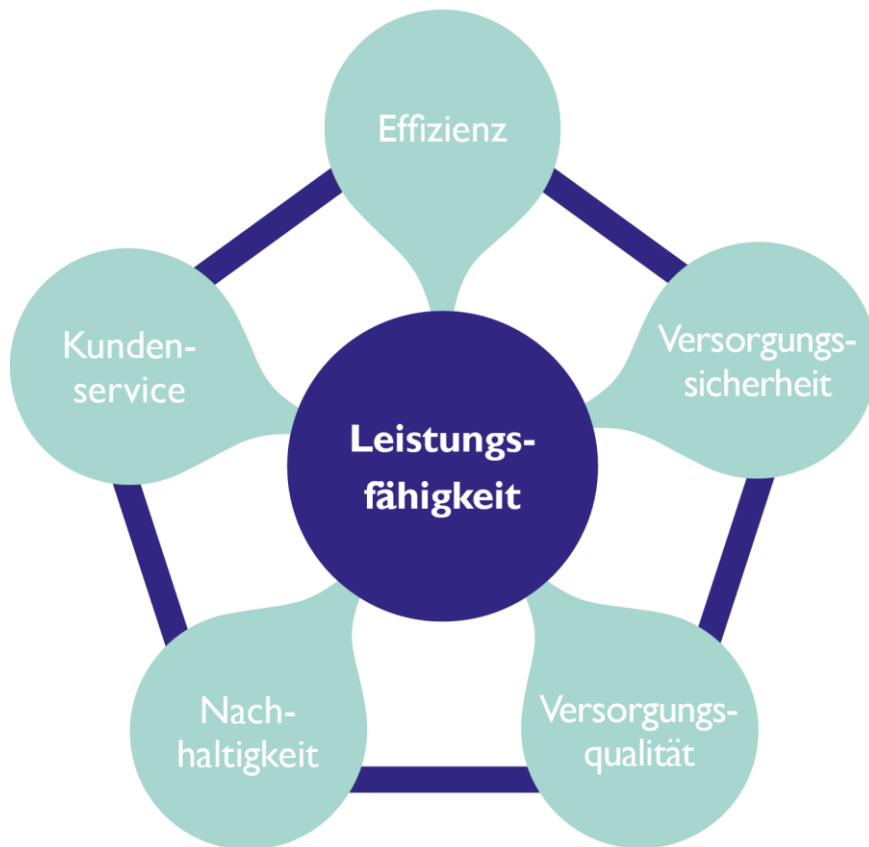 Effizienz
Kunden-
service
Versorgungs-
sicherheit
Leistungs-
fähigkeit
Nach-
haltigkeit
Versorgungs-
qualität